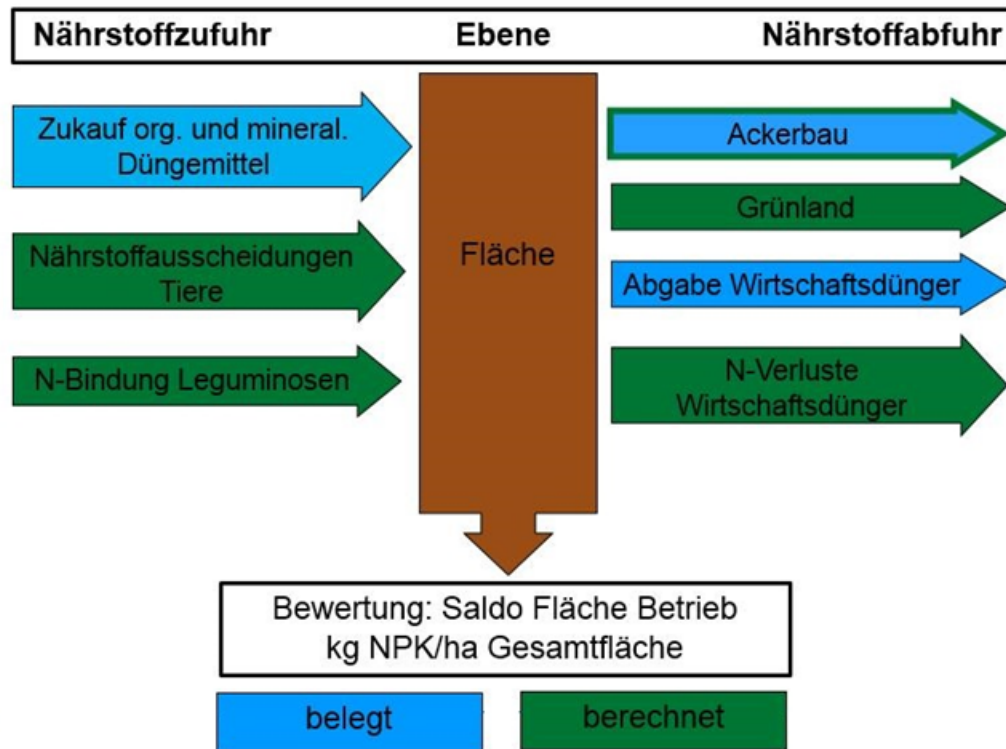 Nährstoffzufuhr Ebene Nährstoffabfuhr
Zukauf org. und mineral.
Düngemittel
Nährstoffausscheidungen
Tiere
N-Bindung Leguminosen
Fläche
Ackerbau
Grünland
Abgabe Wirtschaftsdünger
N-Verluste
Wirtschaftsdünger
Bewertung: Saldo Fläche Betrieb
kg NPK/ha Gesamtfläche
belegt
berechnet